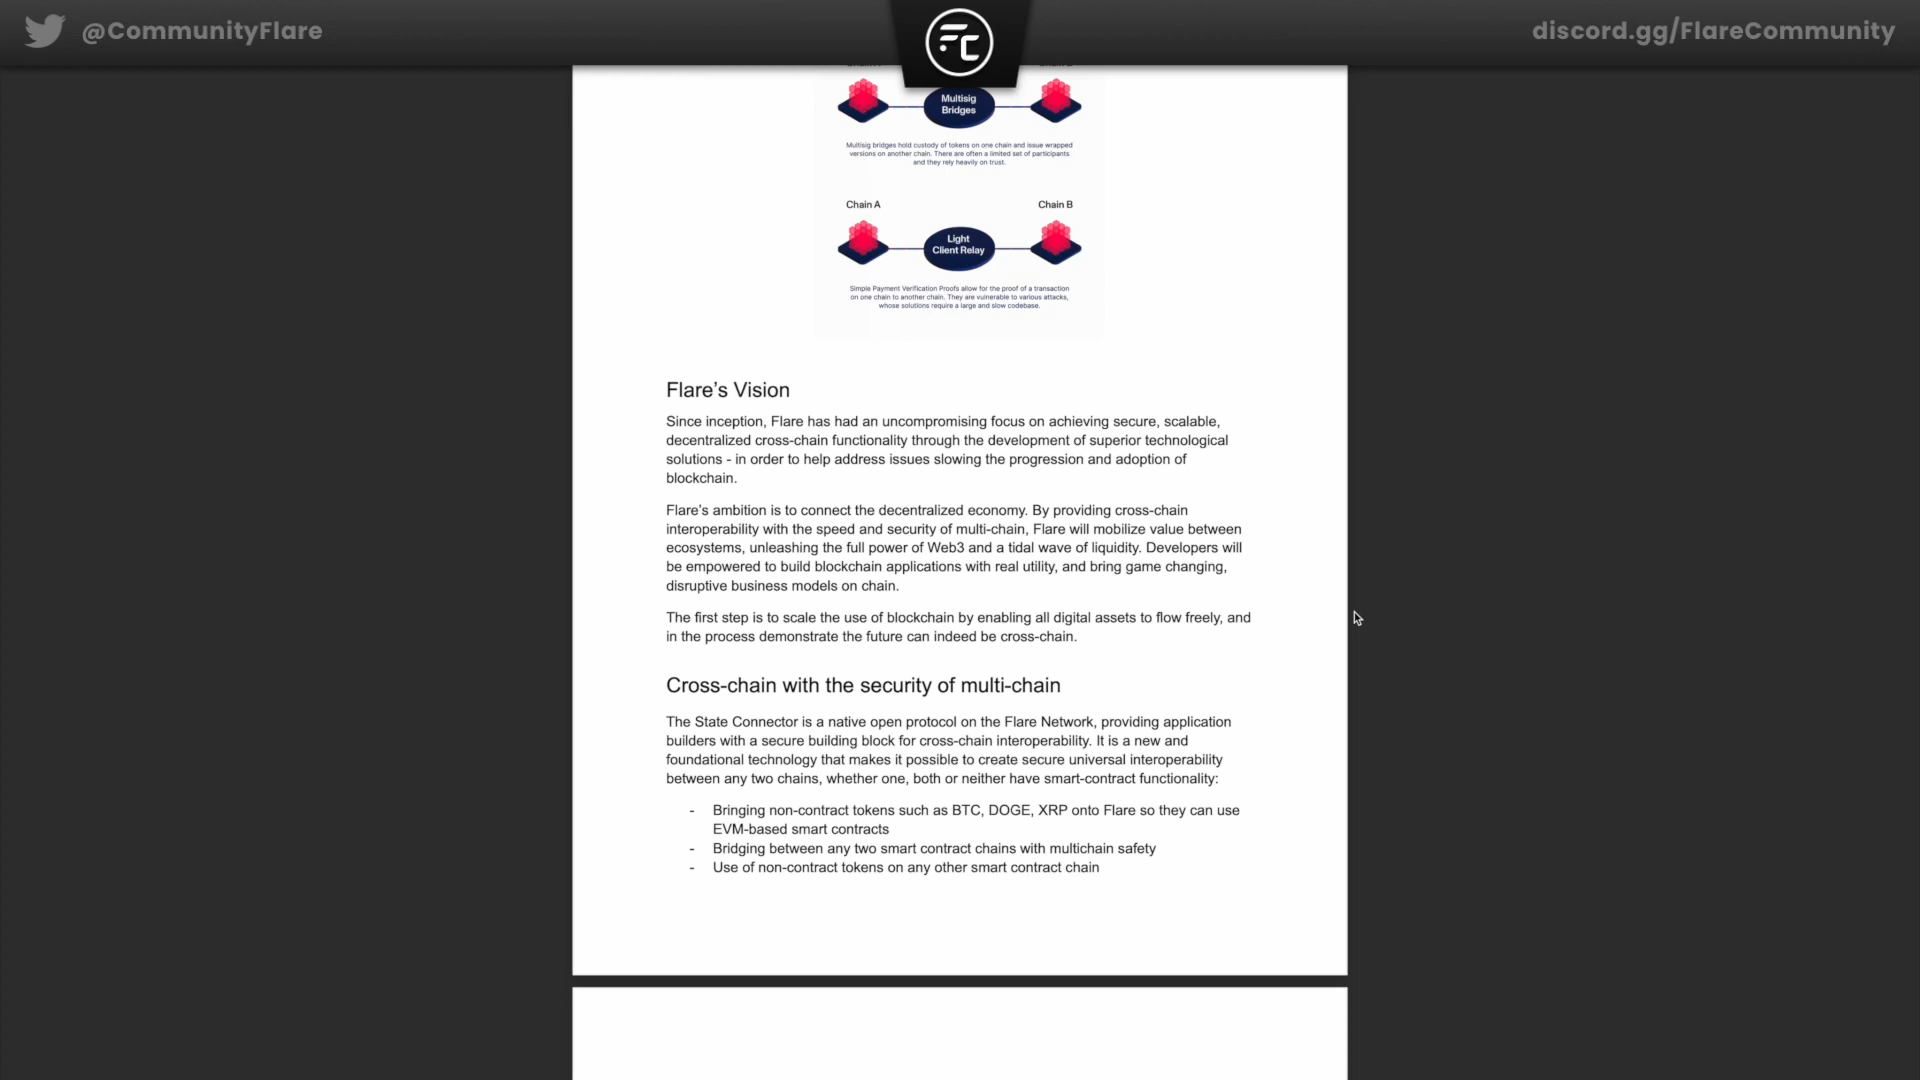 @CommunityFlare
FC
discord.gg/FlareCommunity
Multisig
Bridges
Multisig bridges hold custody of tokens on one chain and issue wrapped
versions on another chain. There are often a limited set of participants
and they rely heavily on trust.
Chain A
Chain B
Light
Client Relay
Simple Payment Verification Proofs allow for the proof of a transaction
on one chain to another chain. They are vulnerable to various attacks,
whose solutions require a large and slow codebase.
Flare’s Vision
Since inception, Flare has had an uncompromising focus on achieving secure, scalable,
decentralized cross-chain functionality through the development of superior technological
solutions - in order to help address issues slowing the progression and adoption of
blockchain.
Flare’s ambition is to connect the decentralized economy. By providing cross-chain
interoperability with the speed and security of multi-chain, Flare will mobilize value between
ecosystems, unleashing the full power of Web3 and a tidal wave of liquidity. Developers will
be empowered to build blockchain applications with real utility, and bring game changing,
disruptive business models on chain.
The first step is to scale the use of blockchain by enabling all digital assets to flow freely, and
in the process demonstrate the future can indeed be cross-chain.
Cross-chain with the security of multi-chain
The State Connector is a native open protocol on the Flare Network, providing application
builders with a secure building block for cross-chain interoperability. It is a new and
foundational technology that makes it possible to create secure universal interoperability
between any two chains, whether one, both or neither have smart-contract functionality:
- Bringing non-contract tokens such as BTC, DOGE, XRP onto Flare so they can use
EVM-based smart contracts
- Bridging between any two smart contract chains with multichain safety
- Use of non-contract tokens on any other smart contract chain